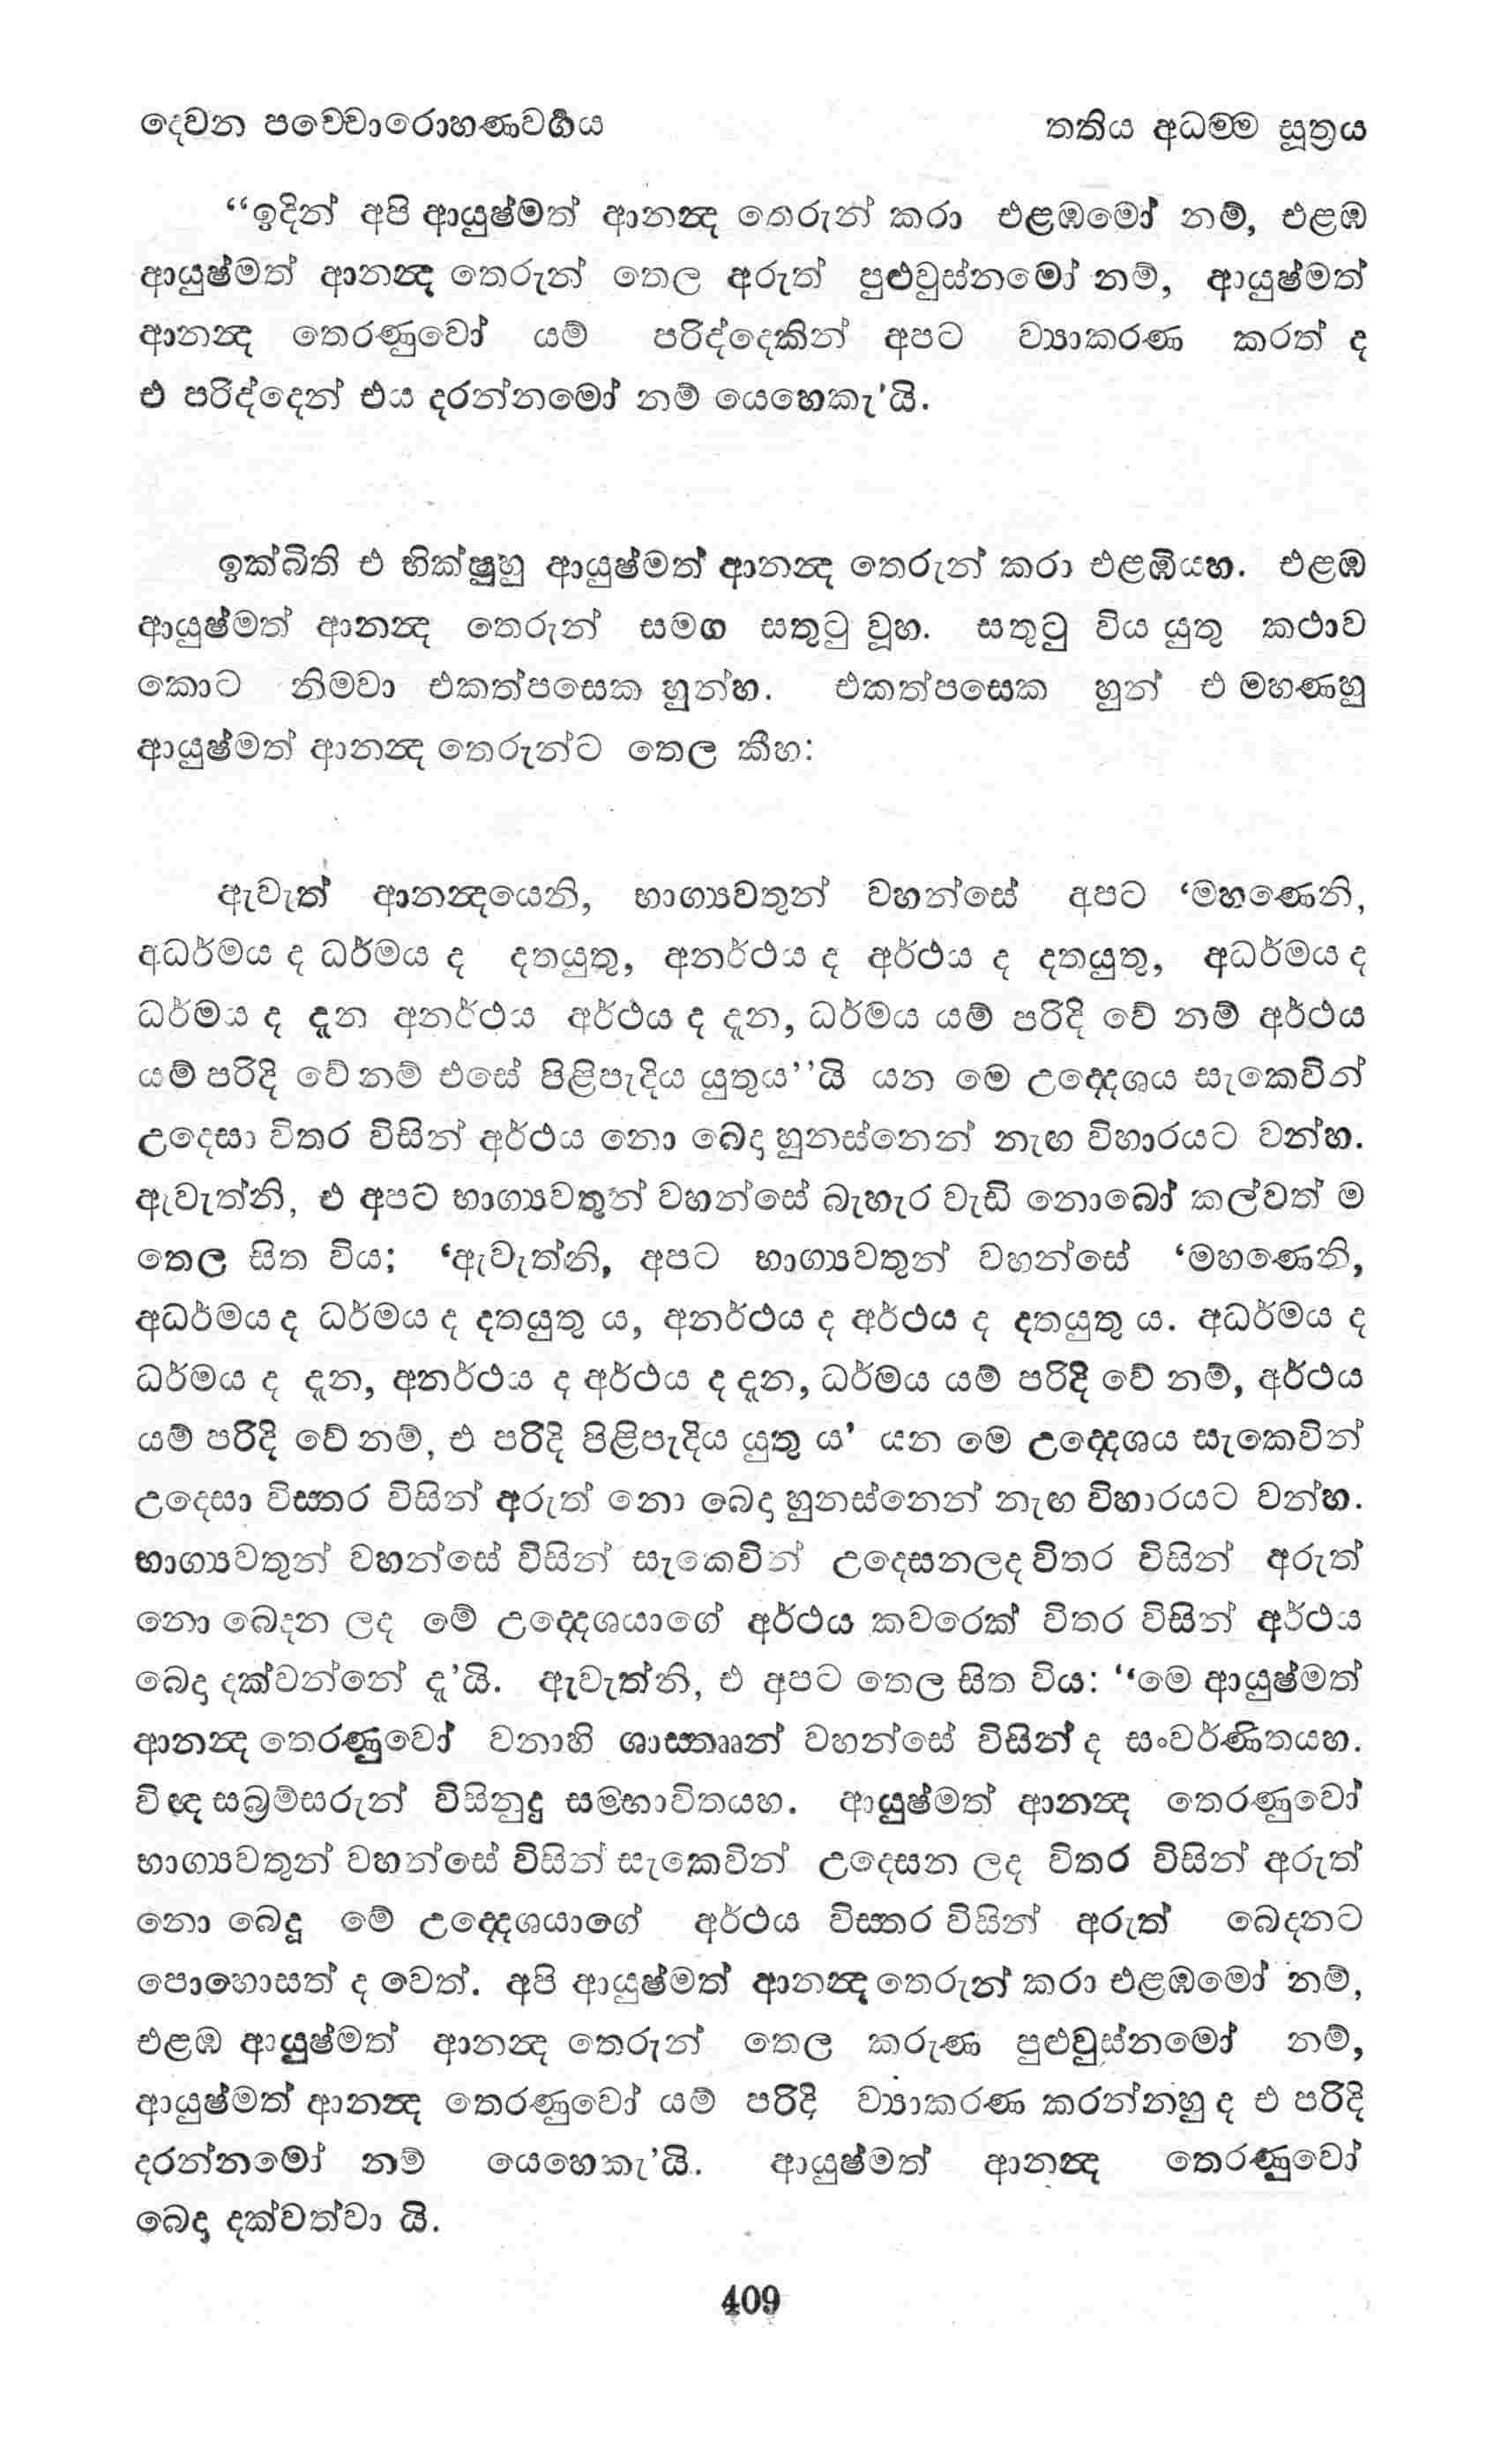 දෙවන පච්චොරොහණවර්‍ගය තතිය අධම්ම සූත්‍රය
“ඉදින් අපි ආයුෂ්මත් ආනන්‍ද තෙරුන් කරා එළඹමෝ නම්, එළඹ
ආයුෂ්මත් ආනන්‍ද තෙරුන් තෙල අරුත් පුළුවුස්නමෝ නම්, ආයුෂ්මත්
ආනන්‍ද තෙරණුවෝ යම් පරිද්දෙකින් අපට ව්‍යාකරණ කරත් ද
එ පරිද්දෙන් එය දරන්නමෝ නම් යෙහෙකැ’යි.
ඉක්බිති එ භික්ෂූහු ආයුෂ්මත් ආනන්‍ද තෙරුන් කරා එළඹියහ. එළඹ
ආයුෂ්මත් ආනන්‍ද තෙරුන් සමග සතුටු වූහ. සතුටු විය යුතු කථාව
කොට නිමවා එකත්පසෙක හුන්හ. එකත්පසෙක හුන් එ මහණහු
ආයුෂ්මත් ආනන්‍ද තෙරුන්ට තෙල කීහ:
ඇවැත් ආනන්‍දයෙනි, භාග්‍යවතුන් වහන්සේ අපට ‘මහණෙනි,
අධර්මය ද ධර්මය ද දතයුතු, අනර්ථය ද අර්ථය ද දතයුතු, අධර්මය ද
ධර්මය ද දැන අනර්ථය අර්ථය ද දැන, ධර්මය යම් පරිදි වේ නම් අර්ථය
යම් පරිදි වේ නම් එසේ පිළිපැදිය යුතුය’’යි යන මෙ උද්දෙශය සැකෙවින්
උදෙසා විතර විසින් අර්ථය නො බෙදා හුනස්නෙන් නැඟ විහාරයට වන්හ.
ඇවැත්නි, එ අපට භාග්‍යවතුන් වහන්සේ බැහැර වැඩි නොබෝ කල්වත් ම
තෙල සිත විය; ‘ඇවැත්නි, අපට භාග්‍යවතුන් වහන්සේ ‘මහණෙනි,
අධර්මය ද ධර්මය ද දතයුතු ය, අනර්ථය ද අර්ථය ද දතයුතු ය. අධර්මය ද
ධර්මය ද දැන, අනර්ථය ද අර්ථය ද දැන, ධර්මය යම් පරිදි වේ නම්, අර්ථය
යම් පරිදි වේ නම්, එ පරිදි පිළිපැදිය යුතු ය’ යන මෙ උද්දෙශය සැකෙවින්
උදෙසා විස්තර විසින් අරුත් නො බෙදා හුනස්නෙන් නැඟ විහාරයට වන්හ.
භාග්‍යවතුන් වහන්සේ විසින් සැකෙවින් උදෙසනලද විතර විසින් අරුත්
නො බෙදන ලද මේ උද්දෙශයාගේ අර්ථය කවරෙක් විතර විසින් අර්ථය
බෙදා දක්වන්නේ දැ’යි. ඇවැත්නි, එ අපට තෙල සිත විය: “මෙ ආයුෂ්මත්
ආනන්‍ද තෙරණුවෝ වනාහි ශාස්තෲන් වහන්සේ විසින් ද සංවර්ණිතයහ.
විඥ සබ්‍රම්සරුන් විසිනුදු සම්භාවිතයහ. ආයුෂ්මත් ආනන්‍ද තෙරණුවෝ
භාග්‍යවතුන් වහන්සේ විසින් සැකෙවින් උදෙසන ලද විතර විසින් අරුත්
නො බෙදූ මේ උද්දෙශයාගේ අර්ථය විස්තර විසින් අරුත් බෙදනට
පොහොසත් ද වෙත්. අපි ආයුෂ්මත් ආනන්‍ද තෙරුන් කරා එළඹමෝ නම්,
එළඹ ආයුෂ්මත් ආනන්‍ද තෙරුන් තෙල කරුණ පුළුවුස්නමෝ නම්,
ආයුෂ්මත් ආනන්‍ද තෙරණුවෝ යම් පරිදි ව්‍යාකරණ කරන්නහු ද එ පරිදි
දරන්නමෝ නම් යෙහෙකැ’යි. ආයුෂ්මත් ආනන්‍ද තෙරණුවෝ
බෙදා දක්වත්වා යි.
409